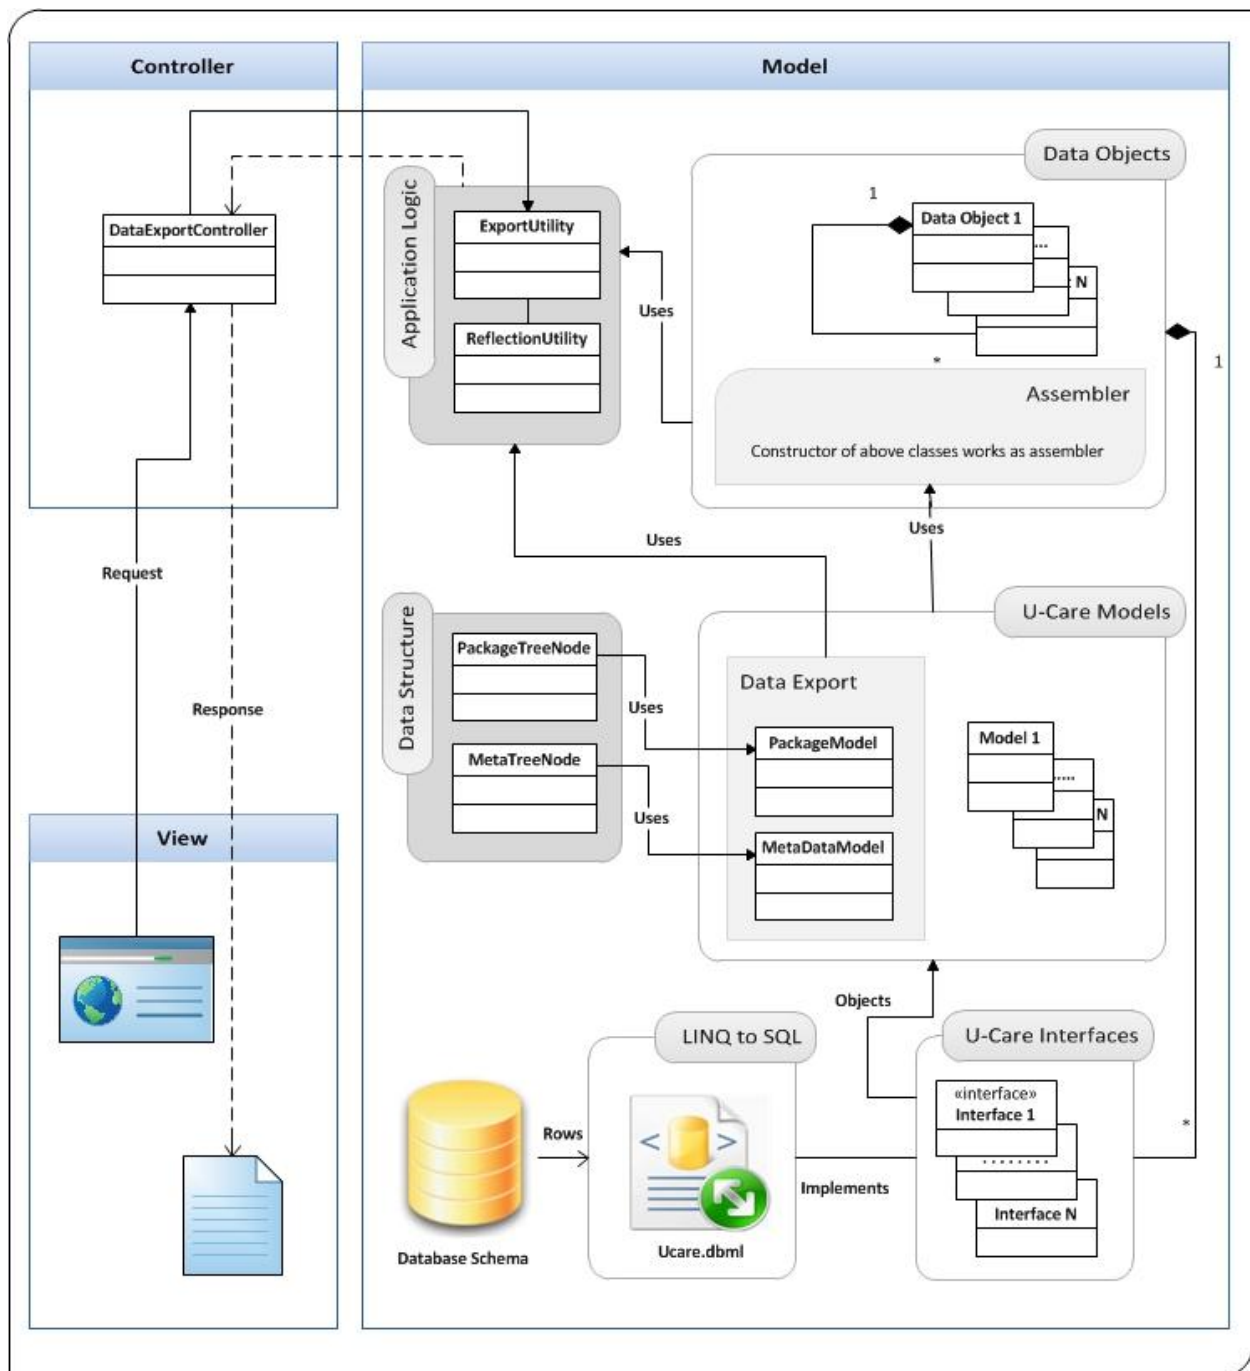 Controller
Model
Data Objects
1
Data Object 1
...
N
*
1
Assembler
Constructor of above classes works as assembler
DataExportController
Application Logic
ExportUtility
ReflectionUtility
Uses
Uses
Uses
Request
Response
Data Structure
PackageTreeNode
MetaTreeNode
Uses
Uses
U-Care Models
Data Export
PackageModel
MetaDataModel
Model 1
.....
N
View
Objects
LINQ to SQL
U-Care Interfaces
«interface»
Interface 1
........
Interface N
*
Rows
Implements
Database Schema
Ucare.dbml